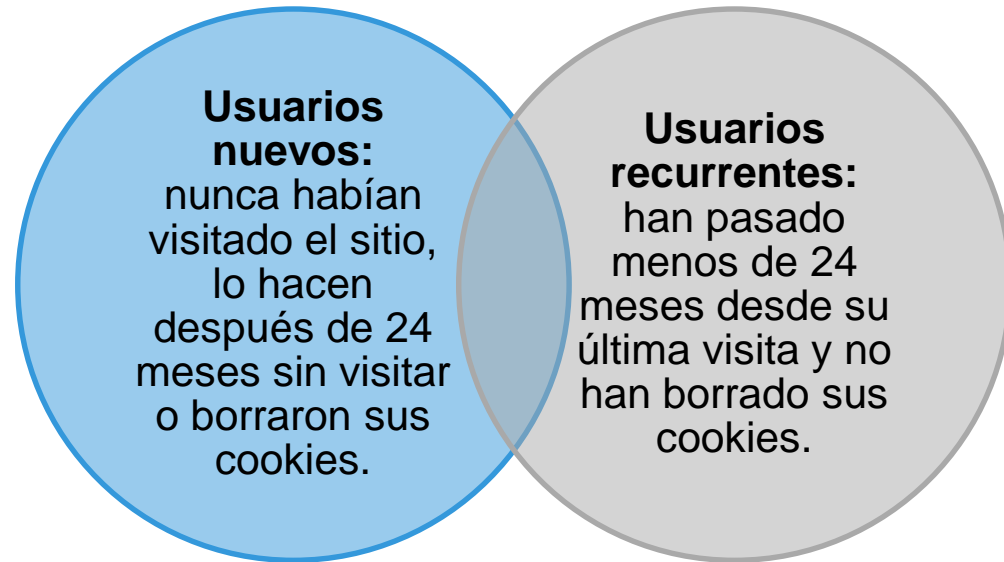 Usuarios
nuevos:
nunca habían
visitado el sitio,
lo hacen
después de 24
meses sin visitar
o borraron sus
cookies.
Usuarios
recurrentes:
han pasado
menos de 24
meses desde su
última visita y no
han borrado sus
cookies.